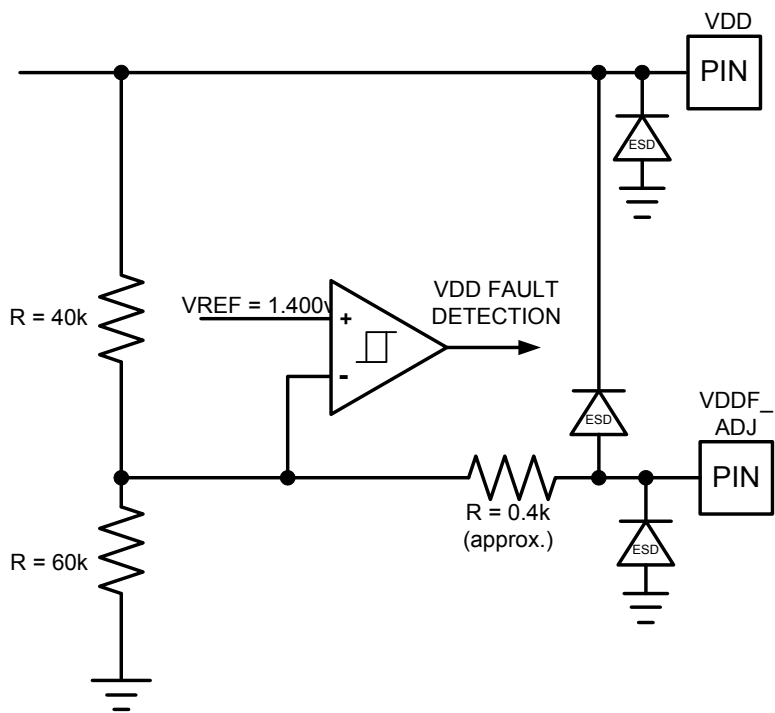 VDD
PIN
ESD
R = 40k
VREF = 1.400v
+
-
VDD FAULT
DETECTION
ESD
VDDF_
ADJ
PIN
R = 0.4k
(approx.)
ESD
R = 60k